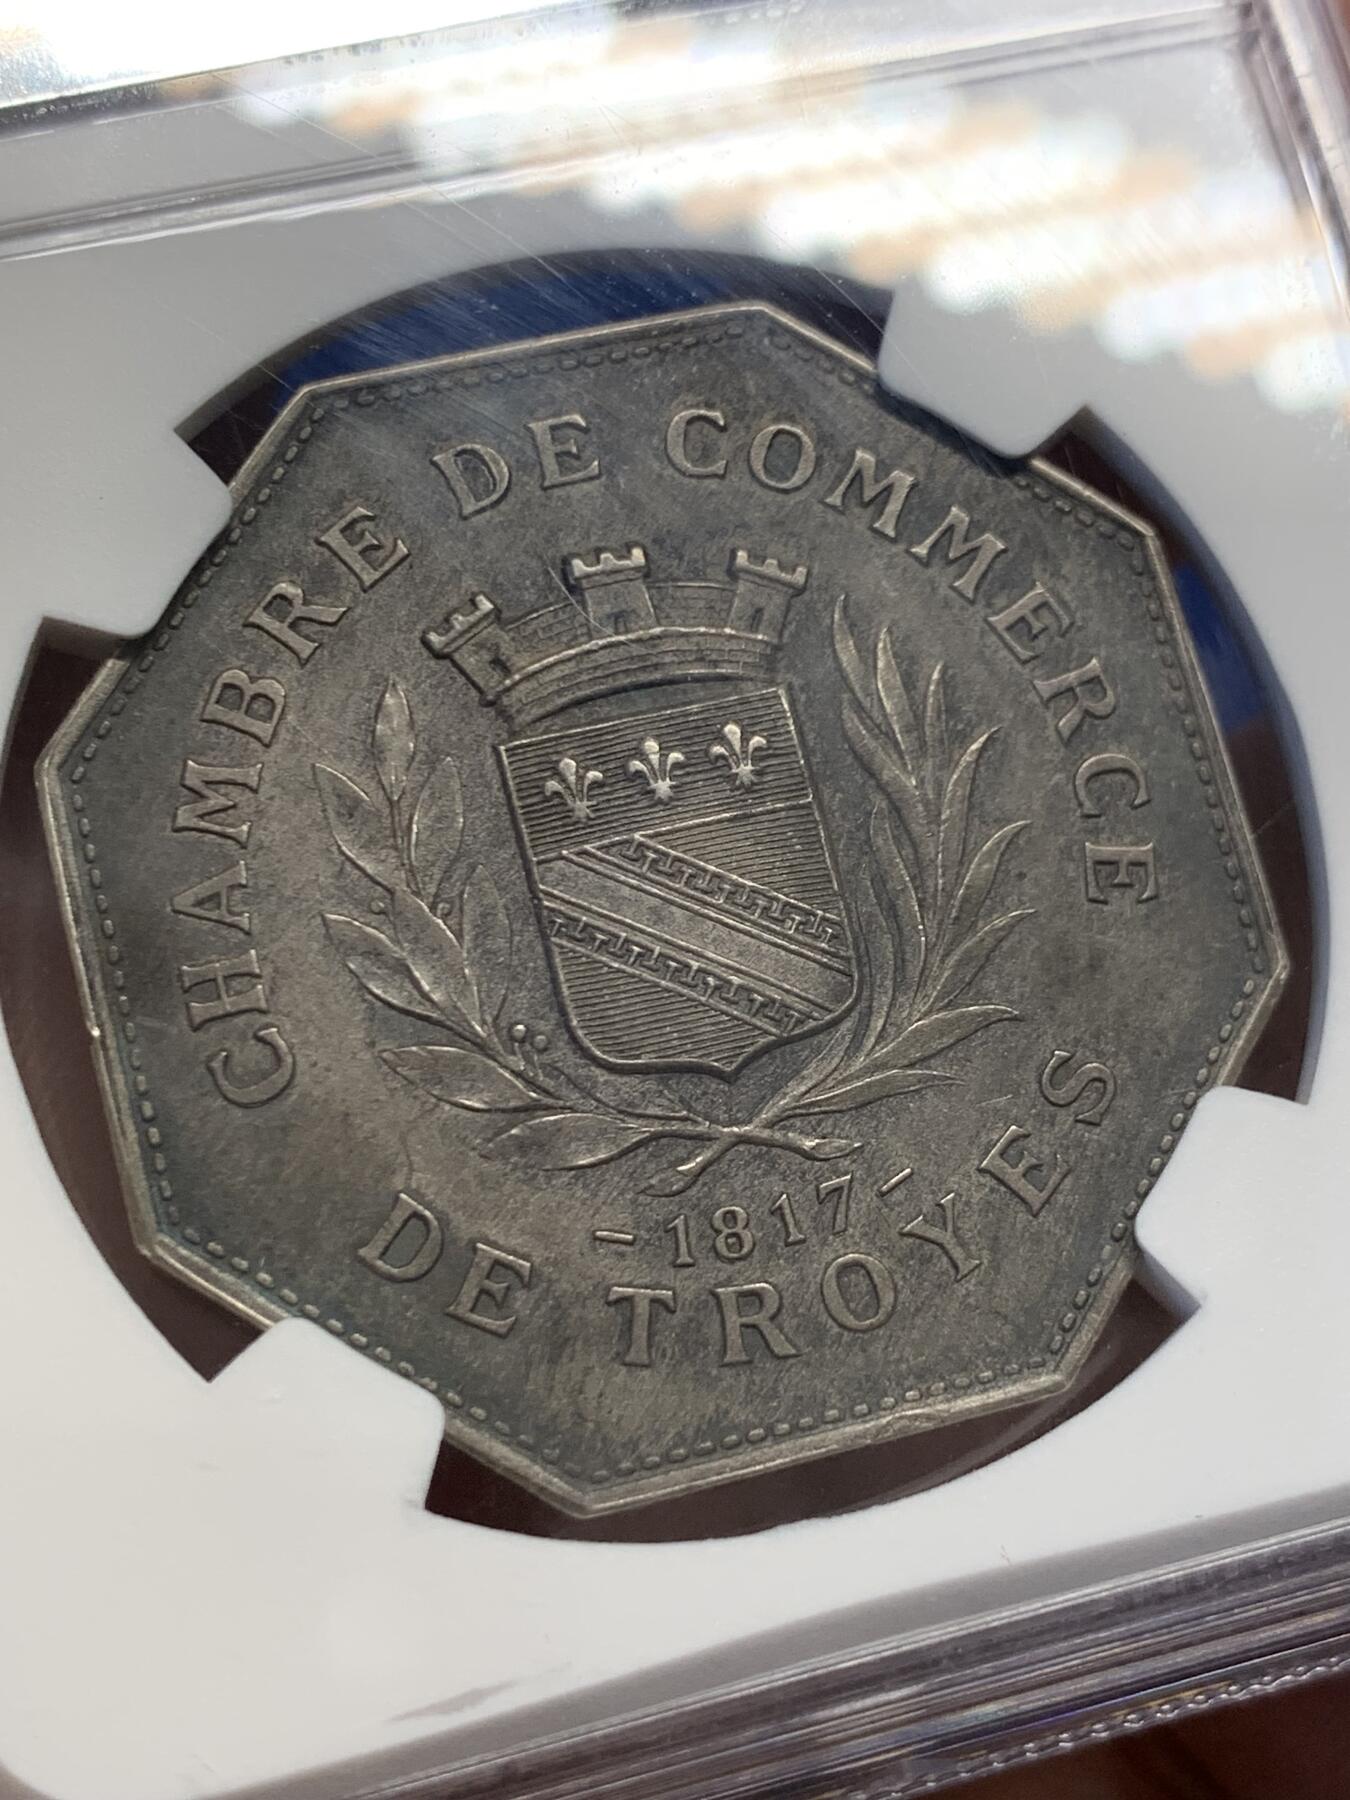 CHAMBRE DE COMMERCE
-1817-
DE TROYES